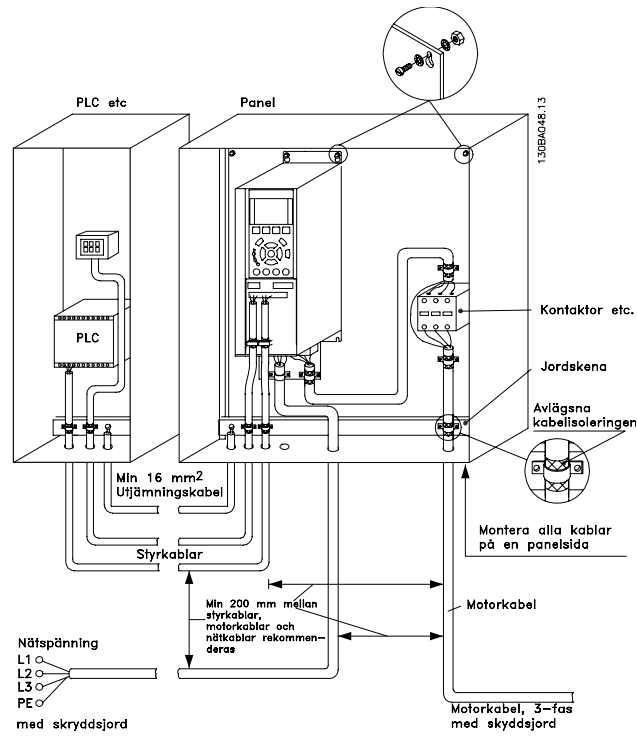 PLC etc
Panel
130BA048.13
PLC
Kontaktor etc.
Jordskena
Avlägsna
kabelisoleringen
Min 16 mm2
Utjämningskabel
Styrkablar
Montera alla kablar
på en panelsida
Min 200 mm mellan
styrkablar,
motorkablar och
nätkablar rekommen-
deras
Motorkabel
Nätspänning
L1
L2
L3
PE
med skryddsjord
Motorkabel, 3-fas
med skyddsjord